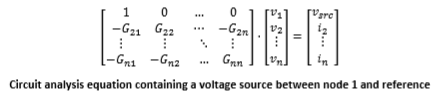 1 0 ... 0
−G21 G22 ⋯ −G2n
⋮ ⋮ ⋱ ⋮
−Gn1 −Gn2 ... Gnn
·
v1
v2
⋮
vn
=
vsrc
i2
⋮
in
Circuit analysis equation containing a voltage source between node 1 and reference